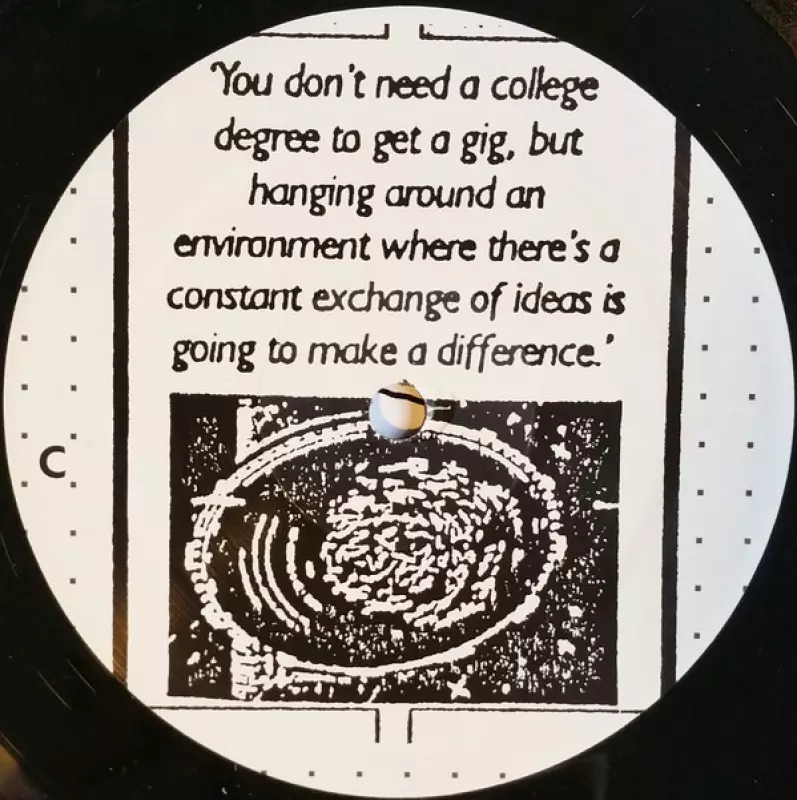 'You don't need a college
degree to get a gig, but
hanging around an
environment where there's a
constant exchange of ideas is
going to make a difference.'
C